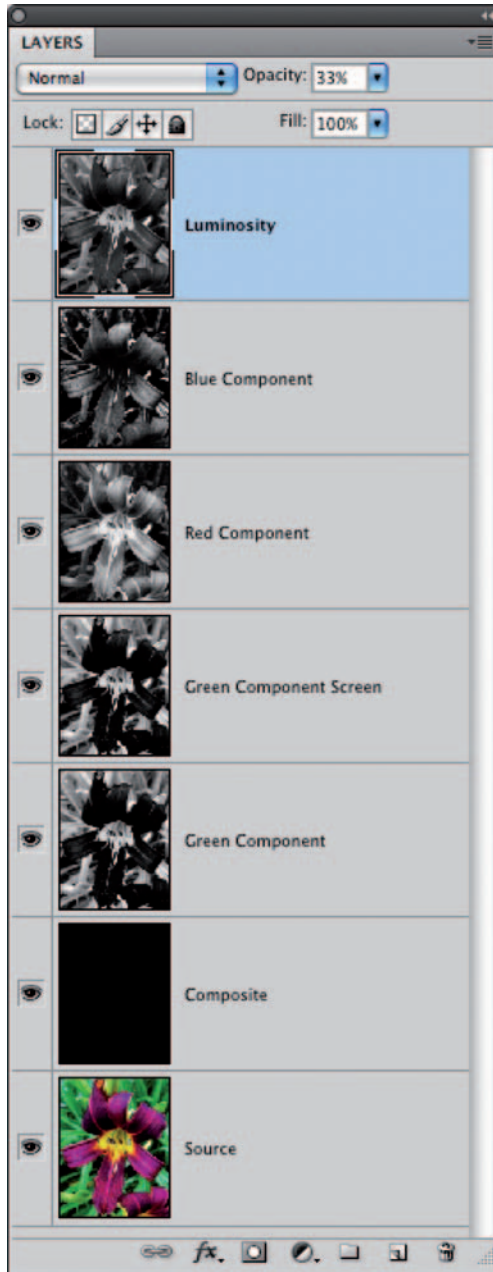 LAYERS
Normal Opacity: 33%
Lock: Fill: 100%
Luminosity
Blue Component
Red Component
Green Component Screen
Green Component
Composite
Source
fx.